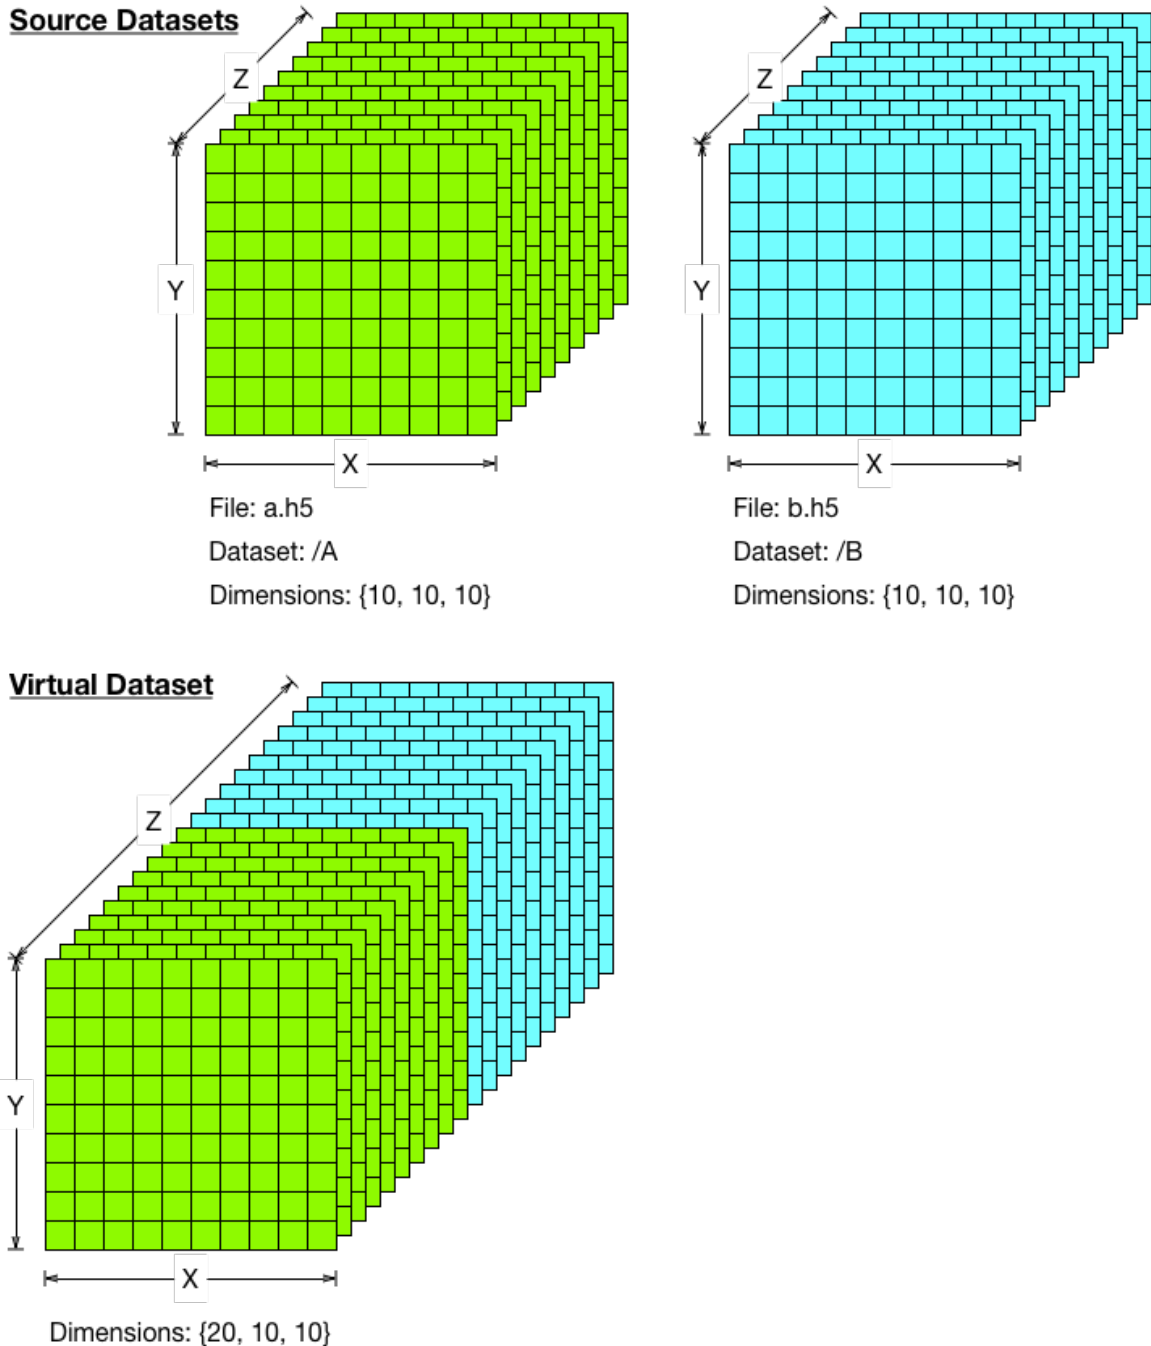 Source Datasets
Z
Z
Y
Y
X
X
File: a.h5
Dataset: /A
Dimensions: {10, 10, 10}
File: b.h5
Dataset: /B
Dimensions: {10, 10, 10}
Virtual Dataset
Z
Y
X
Dimensions: {20, 10, 10}